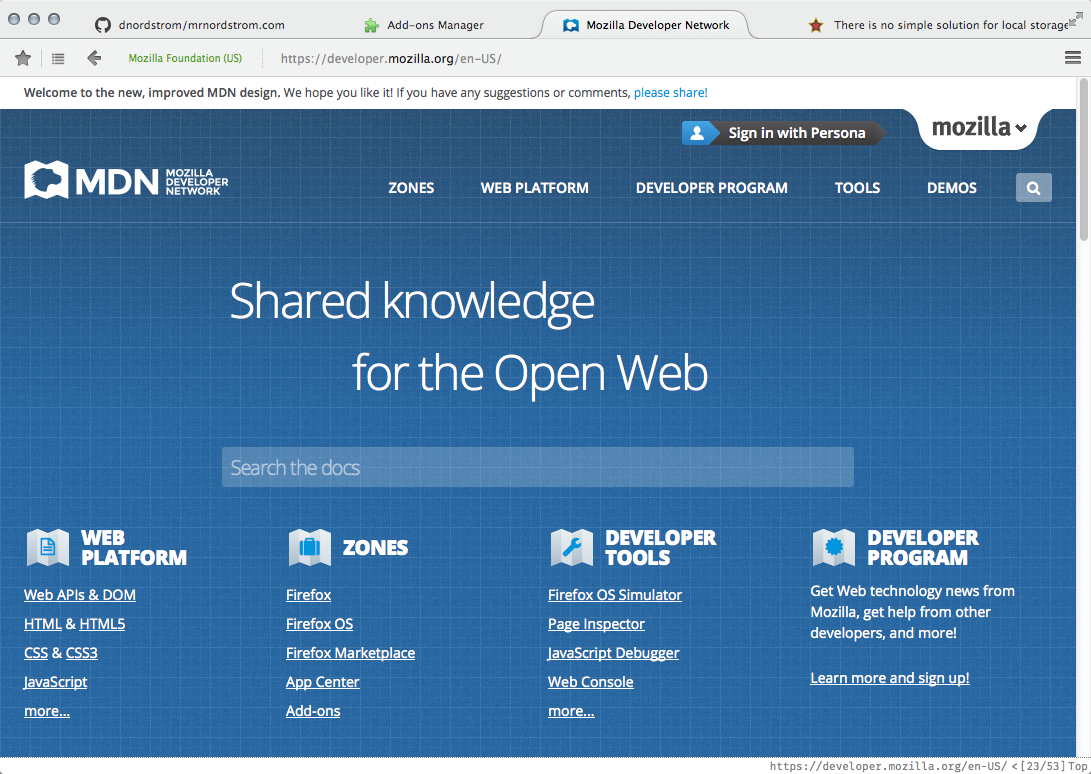 dnordstrom/mrnordstrom.com
Add-ons Manager
Mozilla Developer Network
There is no simple solution for local storage
Mozilla Foundation (US)
https://developer.mozilla.org/en-US/
Welcome to the new, improved MDN design. We hope you like it! If you have any suggestions or comments, please share!
Sign in with Persona
mozilla
MDN MOZILLA
DEVELOPER
NETWORK
ZONES
WEB PLATFORM
DEVELOPER PROGRAM
TOOLS
DEMOS
Shared knowledge
for the Open Web
Search the docs
WEB
PLATFORM
Web APIs & DOM
HTML & HTML5
CSS & CSS3
JavaScript
more...
ZONES
Firefox
Firefox OS
Firefox Marketplace
App Center
Add-ons
DEVELOPER
TOOLS
Firefox OS Simulator
Page Inspector
JavaScript Debugger
Web Console
more...
DEVELOPER
PROGRAM
Get Web technology news from
Mozilla, get help from other
developers, and more!
Learn more and sign up!
https://developer.mozilla.org/en-US/ < [23/53] Top